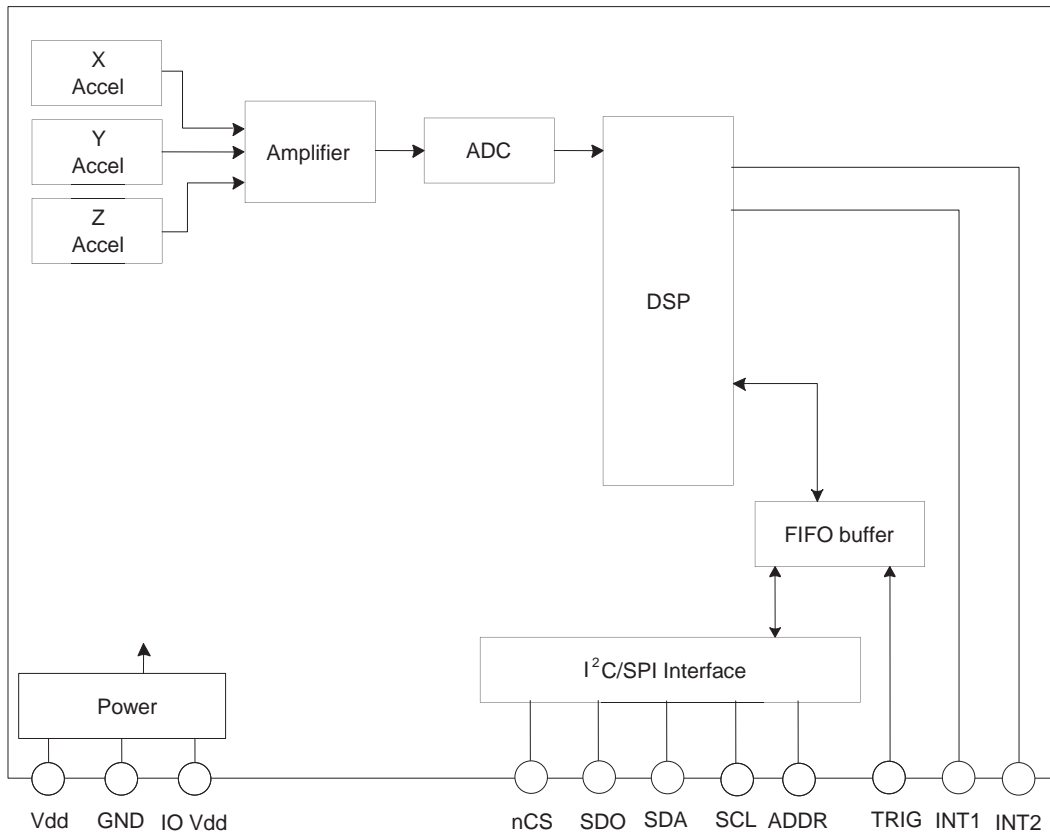 X
Accel
Y
Accel
Z
Accel
Amplifier
ADC
DSP
FIFO buffer
I²C/SPI Interface
Power
Vdd
GND
IO Vdd
nCS
SDO
SDA
SCL
ADDR
TRIG
INT1
INT2